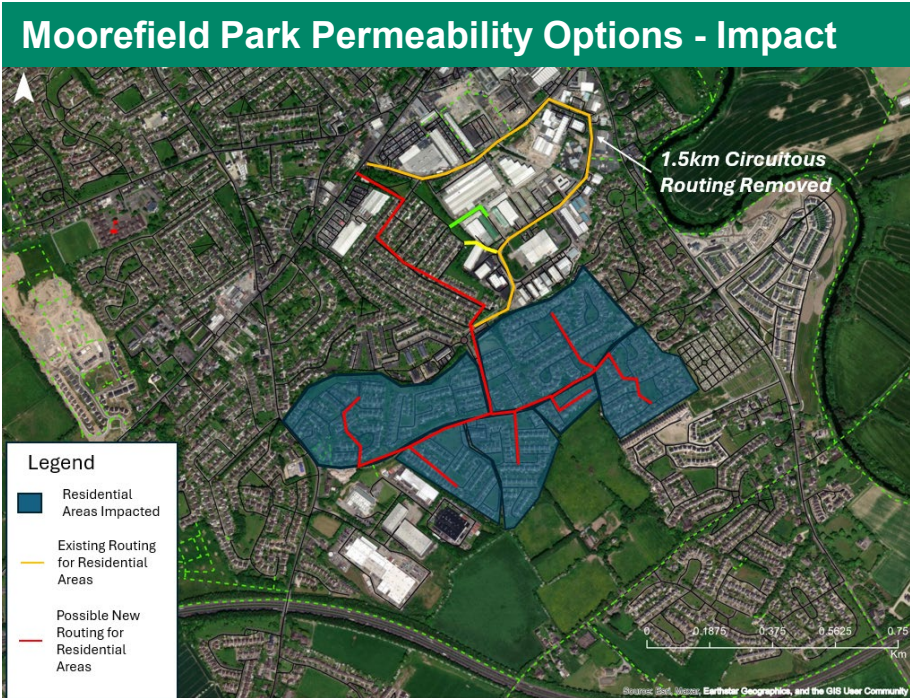 Moorefield Park Permeability Options - Impact
1.5km Circuitous
Routing Removed
Legend
Residential
Areas Impacted
Existing Routing
for Residential
Areas
Possible New
Routing for
Residential
Areas
0 0.1875 0.375 0.5625 0.75
Km
Source: Esri, Maxar, Earthstar Geographics, and the GIS User Community